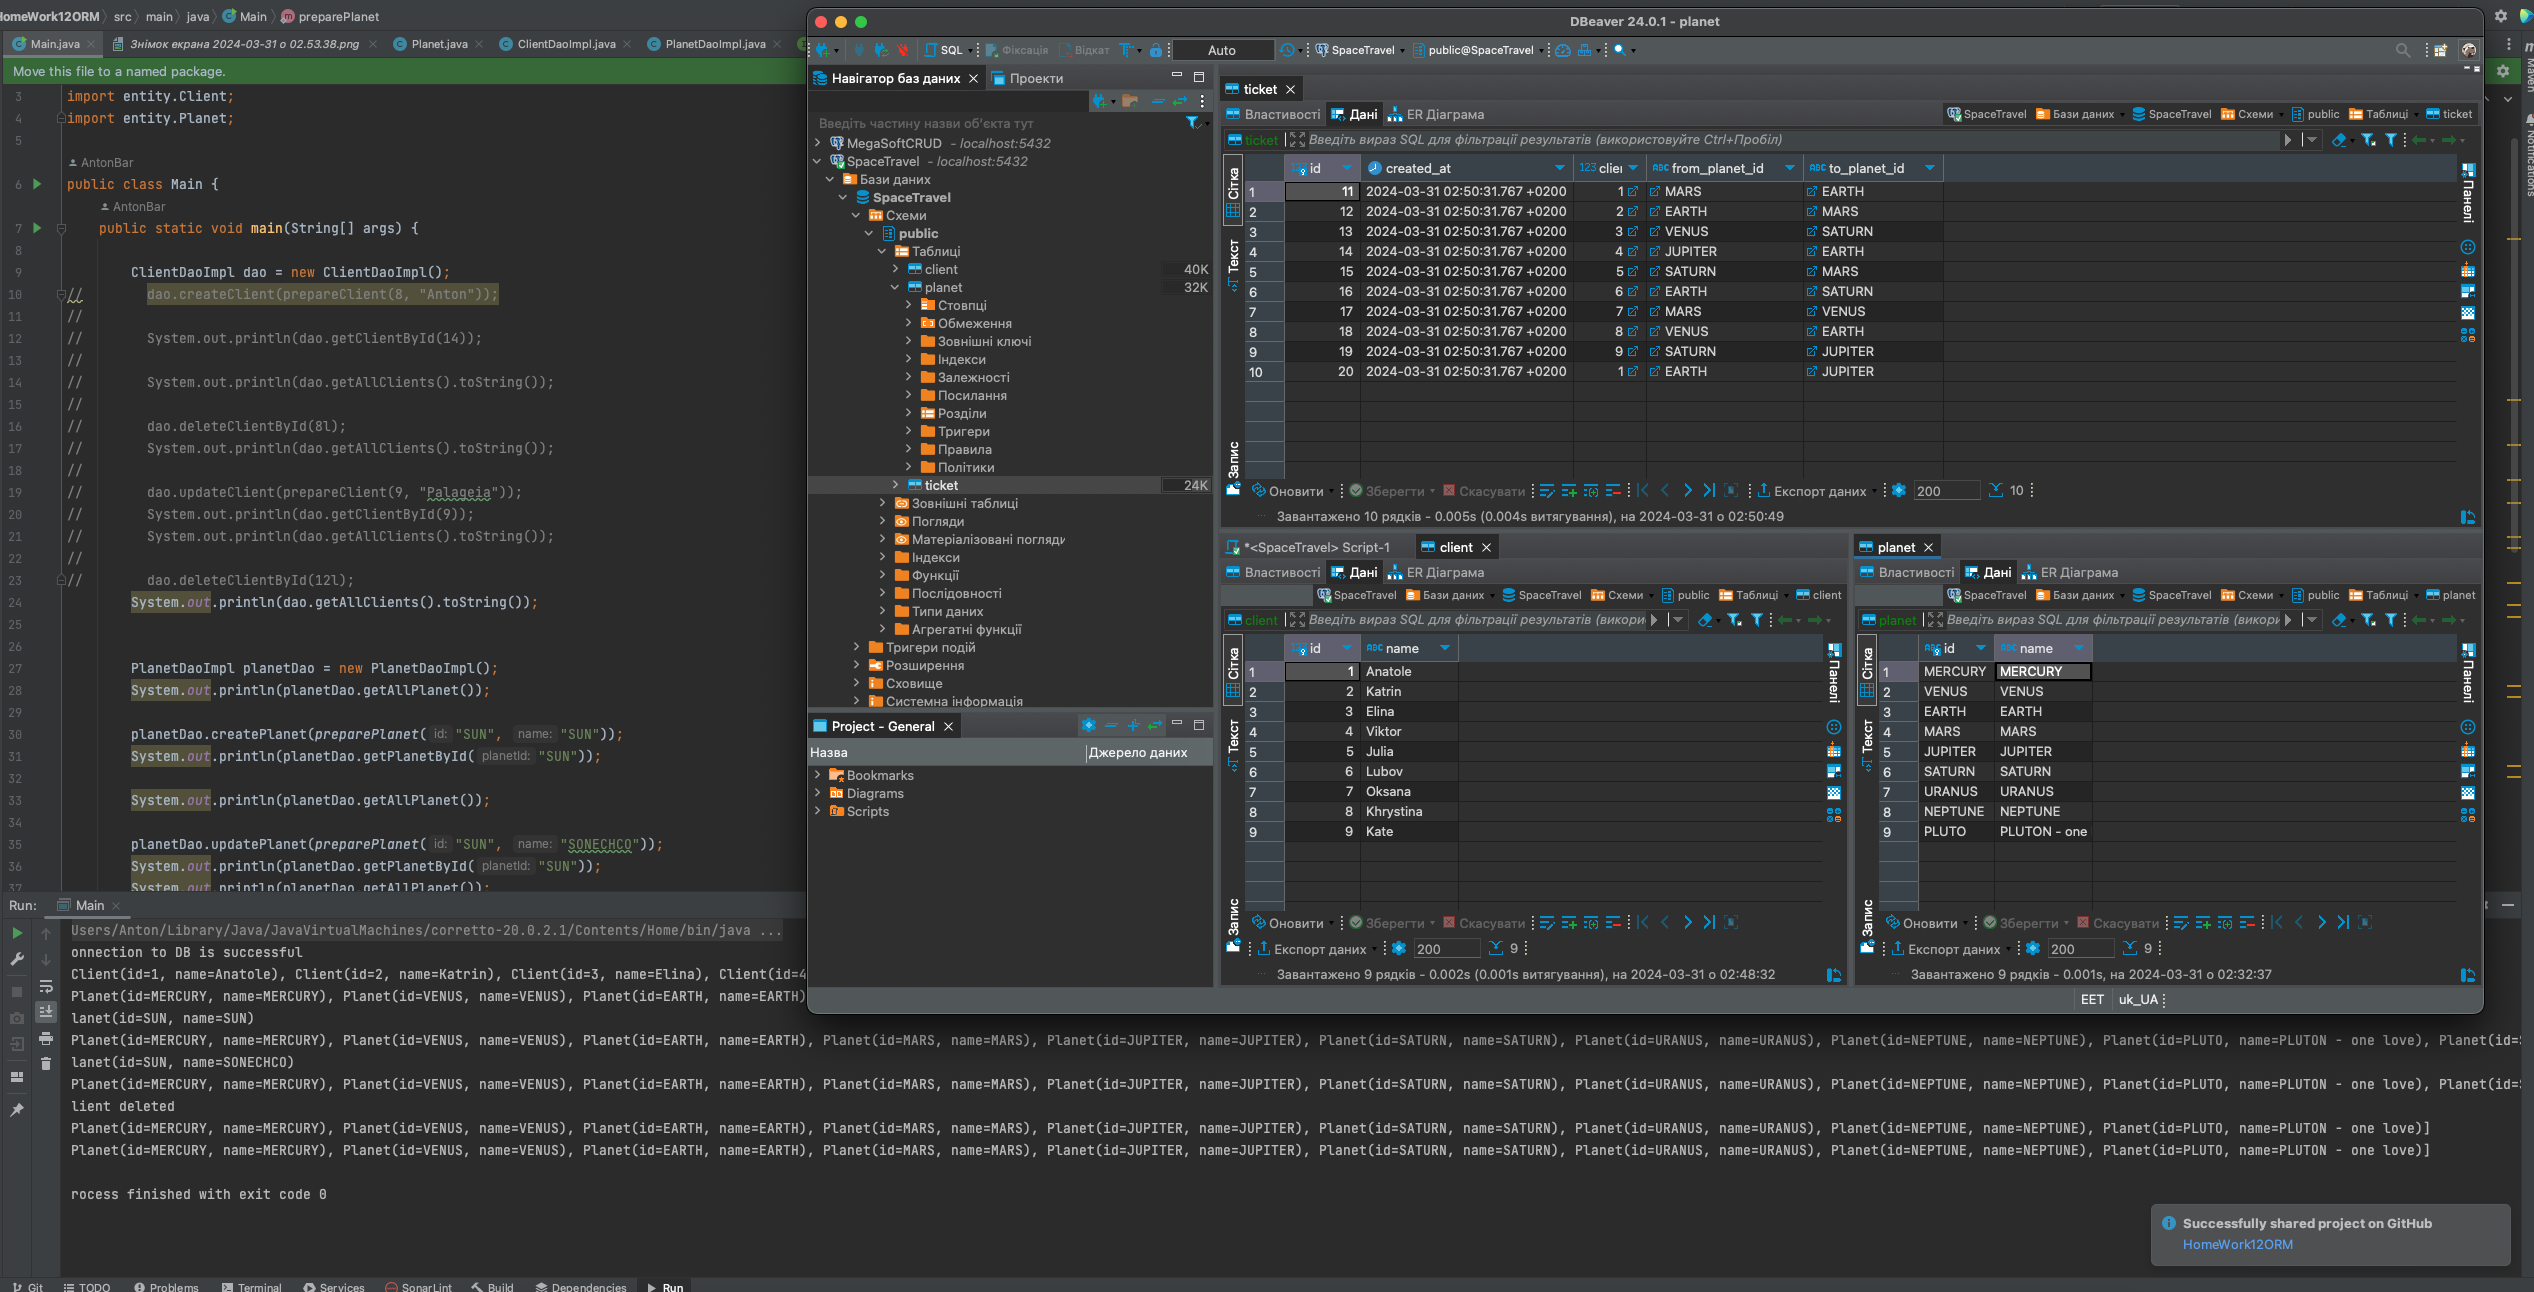 HomeWork12ORM src main java Main preparePlanet
Main.java Знімок екрана 2024-03-31 о 02.53.38.png Planet.java ClientDaoImpl.java PlanetDaoImpl.java
Move this file to a named package.
3 import entity.Client;
4 import entity.Planet;
5
AntonBar
6 public class Main {
AntonBar
7 public static void main(String[] args) {
8
9 ClientDaoImpl dao = new ClientDaoImpl();
10 // dao.createClient(prepareClient(8, "Anton"));
11 //
12 // System.out.println(dao.getClientById(14));
13 //
14 // System.out.println(dao.getAllClients().toString());
15 //
16 // dao.deleteClientById(8l);
17 // System.out.println(dao.getAllClients().toString());
18 //
19 // dao.updateClient(prepareClient(9, "Palageia"));
20 // System.out.println(dao.getClientById(9));
21 // System.out.println(dao.getAllClients().toString());
22 //
23 // dao.deleteClientById(12l);
24 System.out.println(dao.getAllClients().toString());
25
26
27 PlanetDaoImpl planetDao = new PlanetDaoImpl();
28 System.out.println(planetDao.getAllPlanet());
29
30 planetDao.createPlanet(preparePlanet( id: "SUN", name: "SUN"));
31 System.out.println(planetDao.getPlanetById( planetId: "SUN"));
32
33 System.out.println(planetDao.getAllPlanet());
34
35 planetDao.updatePlanet(preparePlanet( id: "SUN", name: "SONECHCO"));
36 System.out.println(planetDao.getPlanetById( planetId: "SUN"));
37 System.out.println(planetDao.getAllPlanet());
DBeaver 24.0.1 - planet
SQL Фіксація Відкат Auto SpaceTravel public@SpaceTravel
Навігатор баз даних Проекти
Введіть частину назви об'єкта тут
MegaSoftCRUD - localhost:5432
SpaceTravel - localhost:5432
Бази даних
SpaceTravel
Схеми
public
Таблиці
client 40K
planet 32K
Стовпці
Обмеження
Зовнішні ключі
Індекси
Залежності
Посилання
Розділи
Тригери
Правила
Політики
ticket 24K
Зовнішні таблиці
Погляди
Матеріалізовані погляди
Індекси
Функції
Послідовності
Типи даних
Агрегатні функції
Тригери подій
Розширення
Сховище
Системна інформація
Project - General
Назва Джерело даних
Bookmarks
Diagrams
Scripts
ticket
Властивості Дані ER Діаграма SpaceTravel Бази даних SpaceTravel Схеми public Таблиці ticket
ticket Введіть вираз SQL для фільтрації результатів (використовуйте Ctrl+Пробіл)
Сітка Текст Запис Панелі
id created_at clie from_planet_id to_planet_id
1 11 2024-03-31 02:50:31.767 +0200 1 MARS EARTH
2 12 2024-03-31 02:50:31.767 +0200 2 EARTH MARS
3 13 2024-03-31 02:50:31.767 +0200 3 VENUS SATURN
4 14 2024-03-31 02:50:31.767 +0200 4 JUPITER EARTH
5 15 2024-03-31 02:50:31.767 +0200 5 SATURN MARS
6 16 2024-03-31 02:50:31.767 +0200 6 EARTH SATURN
7 17 2024-03-31 02:50:31.767 +0200 7 MARS VENUS
8 18 2024-03-31 02:50:31.767 +0200 8 VENUS EARTH
9 19 2024-03-31 02:50:31.767 +0200 9 SATURN JUPITER
10 20 2024-03-31 02:50:31.767 +0200 1 EARTH JUPITER
Оновити Зберегти Скасувати Експорт даних 200 10
Завантажено 10 рядків - 0.005s (0.004s витягування), на 2024-03-31 о 02:50:49
*<SpaceTravel> Script-1 client
Властивості Дані ER Діаграма
SpaceTravel Бази даних SpaceTravel Схеми public Таблиці client
client Введіть вираз SQL для фільтрації результатів (викори
Сітка Текст Запис Панелі
id name
1 1 Anatole
2 2 Katrin
3 3 Elina
4 4 Viktor
5 5 Julia
6 6 Lubov
7 7 Oksana
8 8 Khrystina
9 9 Kate
Оновити Зберегти Скасувати
Експорт даних 200 9
Завантажено 9 рядків - 0.002s (0.001s витягування), на 2024-03-31 о 02:48:32
planet
Властивості Дані ER Діаграма
SpaceTravel Бази даних SpaceTravel Схеми public Таблиці planet
planet Введіть вираз SQL для фільтрації результатів (викори
Сітка Текст Запис Панелі
id name
1 MERCURY MERCURY
2 VENUS VENUS
3 EARTH EARTH
4 MARS MARS
5 JUPITER JUPITER
6 SATURN SATURN
7 URANUS URANUS
8 NEPTUNE NEPTUNE
9 PLUTO PLUTON - one
Оновити Зберегти Скасувати
Експорт даних 200 9
Завантажено 9 рядків - 0.001s, на 2024-03-31 о 02:32:37
EET uk_UA
Maven Notifications
Run: Main
Users/Anton/Library/Java/JavaVirtualMachines/corretto-20.0.2.1/Contents/Home/bin/java ...
onnection to DB is successful
Client(id=1, name=Anatole), Client(id=2, name=Katrin), Client(id=3, name=Elina), Client(id=4
Planet(id=MERCURY, name=MERCURY), Planet(id=VENUS, name=VENUS), Planet(id=EARTH, name=EARTH)
lanet(id=SUN, name=SUN)
Planet(id=MERCURY, name=MERCURY), Planet(id=VENUS, name=VENUS), Planet(id=EARTH, name=EARTH), Planet(id=MARS, name=MARS), Planet(id=JUPITER, name=JUPITER), Planet(id=SATURN, name=SATURN), Planet(id=URANUS, name=URANUS), Planet(id=NEPTUNE, name=NEPTUNE), Planet(id=PLUTO, name=PLUTON - one love), Planet(id=
lanet(id=SUN, name=SONECHCO)
Planet(id=MERCURY, name=MERCURY), Planet(id=VENUS, name=VENUS), Planet(id=EARTH, name=EARTH), Planet(id=MARS, name=MARS), Planet(id=JUPITER, name=JUPITER), Planet(id=SATURN, name=SATURN), Planet(id=URANUS, name=URANUS), Planet(id=NEPTUNE, name=NEPTUNE), Planet(id=PLUTO, name=PLUTON - one love), Planet(id=
lient deleted
Planet(id=MERCURY, name=MERCURY), Planet(id=VENUS, name=VENUS), Planet(id=EARTH, name=EARTH), Planet(id=MARS, name=MARS), Planet(id=JUPITER, name=JUPITER), Planet(id=SATURN, name=SATURN), Planet(id=URANUS, name=URANUS), Planet(id=NEPTUNE, name=NEPTUNE), Planet(id=PLUTO, name=PLUTON - one love)]
Planet(id=MERCURY, name=MERCURY), Planet(id=VENUS, name=VENUS), Planet(id=EARTH, name=EARTH), Planet(id=MARS, name=MARS), Planet(id=JUPITER, name=JUPITER), Planet(id=SATURN, name=SATURN), Planet(id=URANUS, name=URANUS), Planet(id=NEPTUNE, name=NEPTUNE), Planet(id=PLUTO, name=PLUTON - one love)]
rocess finished with exit code 0
Successfully shared project on GitHub
HomeWork12ORM
Git TODO Problems Terminal Services SonarLint Build Dependencies Run